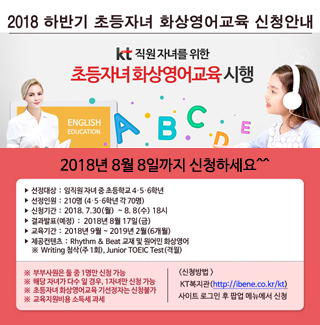 2018 하반기 초등자녀 화상영어교육 신청안내
kt 직원 자녀를 위한
초등자녀 화상영어교육 시행
ENGLISH
EDUCATION
A B C E
2018년 8월 8일까지 신청하세요^^
▶ 선정대상 : 임직원 자녀 중 초등학교 4·5·6학년
▶ 선정인원 : 210명 (4·5·6학년 각 70명)
▶ 신청기간 : 2018. 7.30(월) ~ 8. 8(수) 18시
▶ 결과발표(예정) : 2018년 8월 17일(금)
▶ 교육기간 : 2018년 9월 ~ 2019년 2월(6개월)
▶ 제공컨텐츠 : Rhythm & Beat 교재 및 원어민 화상영어
※ Writing 첨삭(주 1회), Junior TOEIC Test(격월)
※ 부부사원은 둘 중 1명만 신청 가능
※ 해당 자녀가 다수 일 경우, 1자녀만 신청 가능
※ 초등자녀 화상영어교육 기선정자는 신청불가
※ 교육지원비용 소득세 과세
<신청방법>
KT복지관(http://ibene.co.kr/kt)
사이트 로그인 후 팝업 메뉴에서 신청